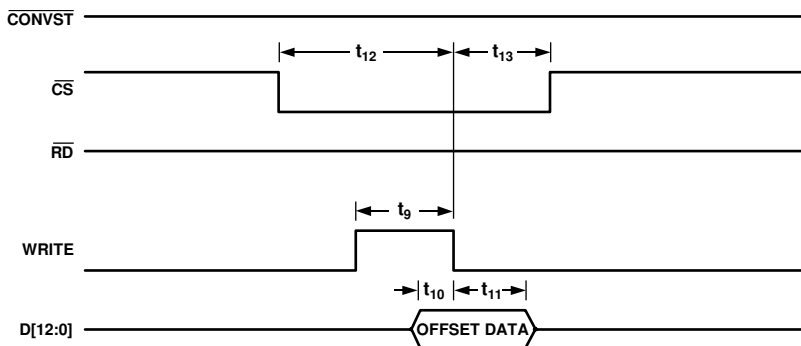 CONVST
t12
t13
CS
RD
t9
WRITE
t10
t11
D[12:0]
OFFSET DATA